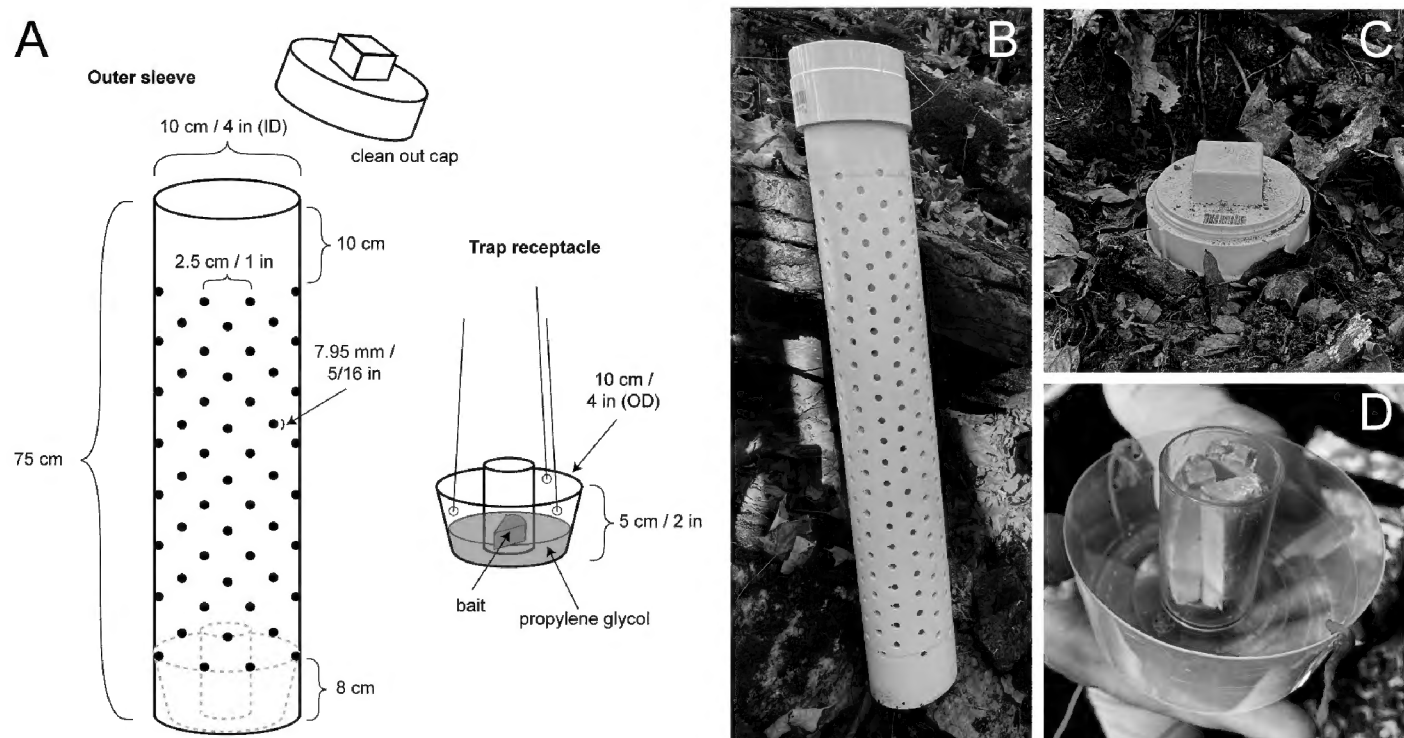 A
Outer sleeve
10 cm / 4 in (ID)
clean out cap
10 cm
2.5 cm / 1 in
7.95 mm /
5/16 in
75 cm
8 cm
Trap receptacle
10 cm /
4 in (OD)
5 cm / 2 in
bait
propylene glycol
B
C
D